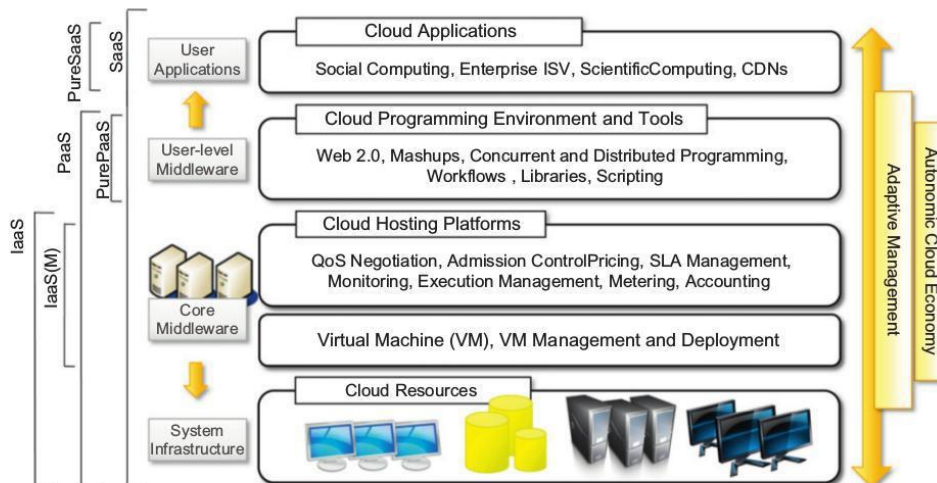 PureSaaS
SaaS
PaaS
PurePaaS
IaaS
IaaS(M)
User
Applications
Cloud Applications
Social Computing, Enterprise ISV, ScientificComputing, CDNs
User-level
Middleware
Cloud Programming Environment and Tools
Web 2.0, Mashups, Concurrent and Distributed Programming,
Workflows , Libraries, Scripting
Cloud Hosting Platforms
QoS Negotiation, Admission ControlPricing, SLA Management,
Monitoring, Execution Management, Metering, Accounting
Core
Middleware
Virtual Machine (VM), VM Management and Deployment
Cloud Resources
System
Infrastructure
Adaptive Management
Autonomic Cloud Economy